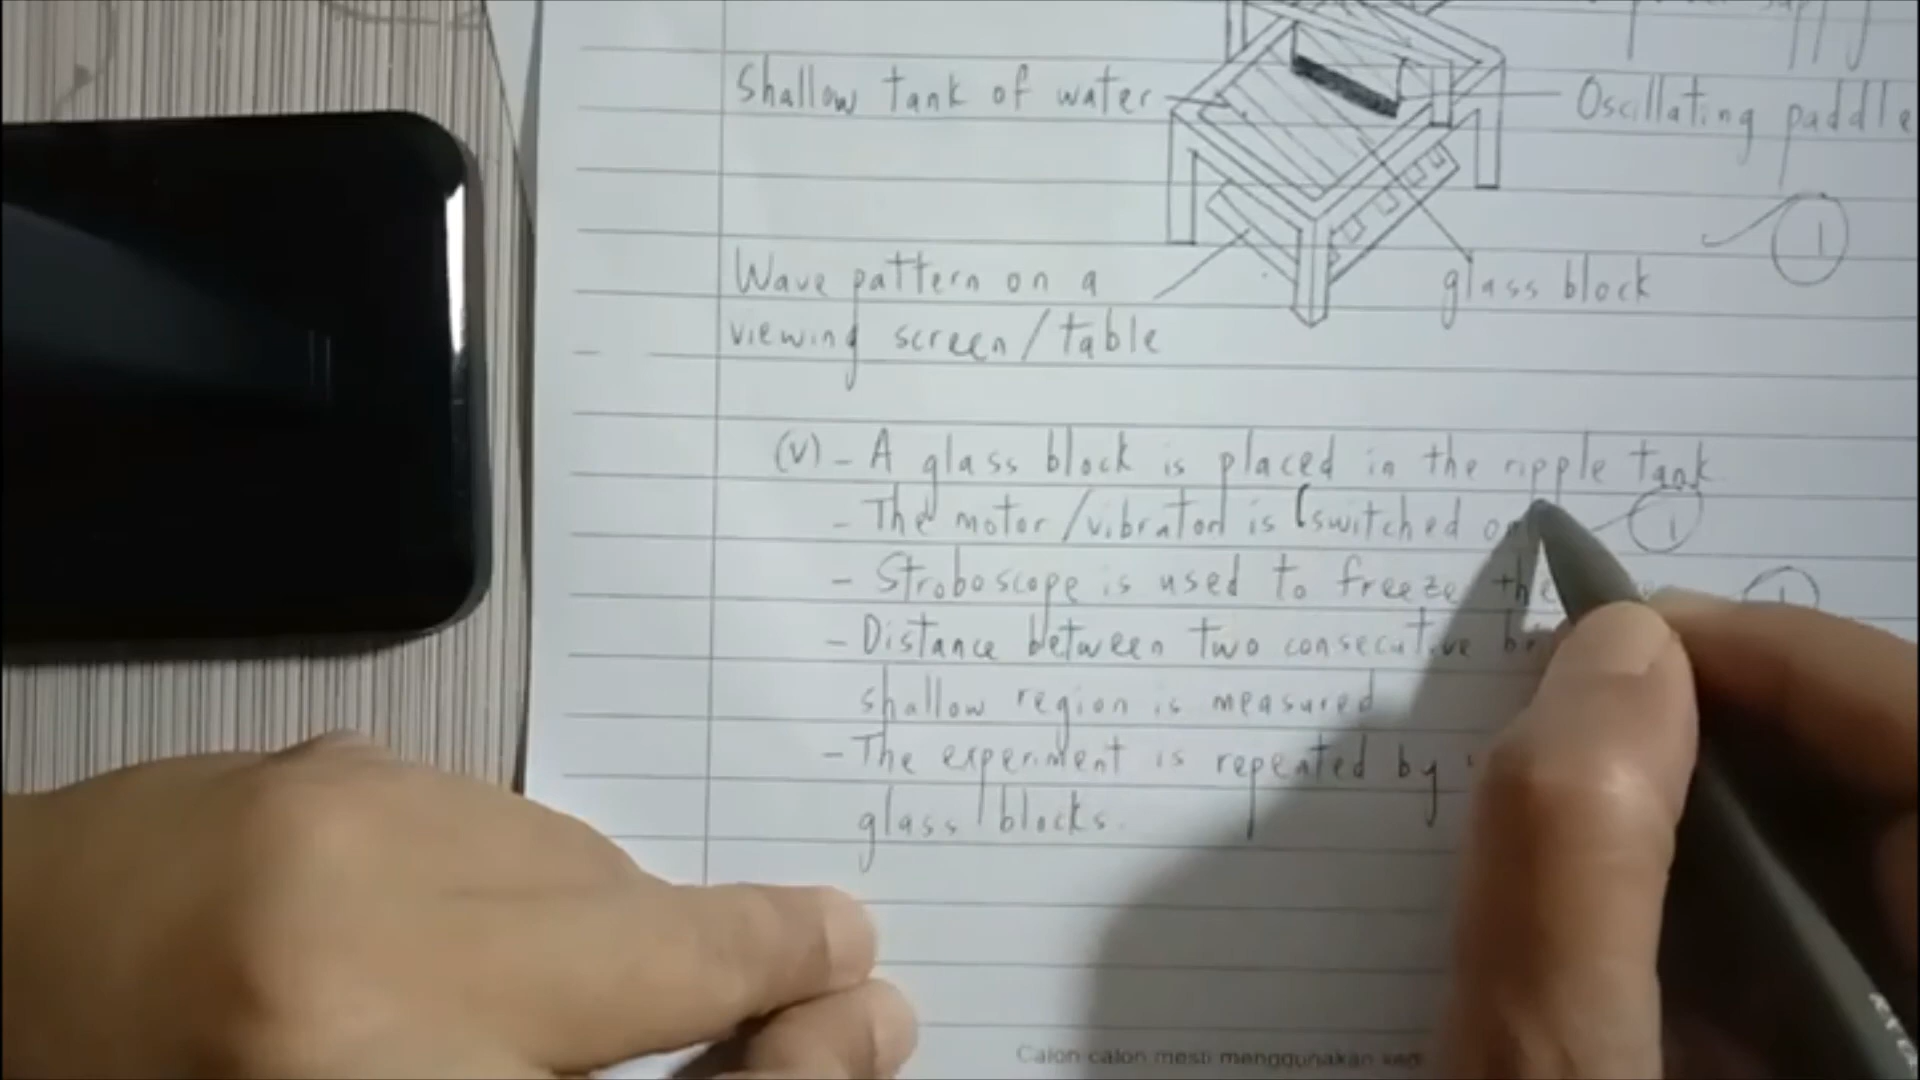 Shallow tank of water
Oscillating paddle
1
Wave pattern on a
viewing screen/table
glass block
(v) - A glass block is placed in the ripple tank
- The motor/vibrator is switched
1
- Stroboscope is used to freeze the
1
- Distance between two consecutive
shallow region is measured
- The experiment is repeated by
glass blocks.
Calon calon mesti menggunakan